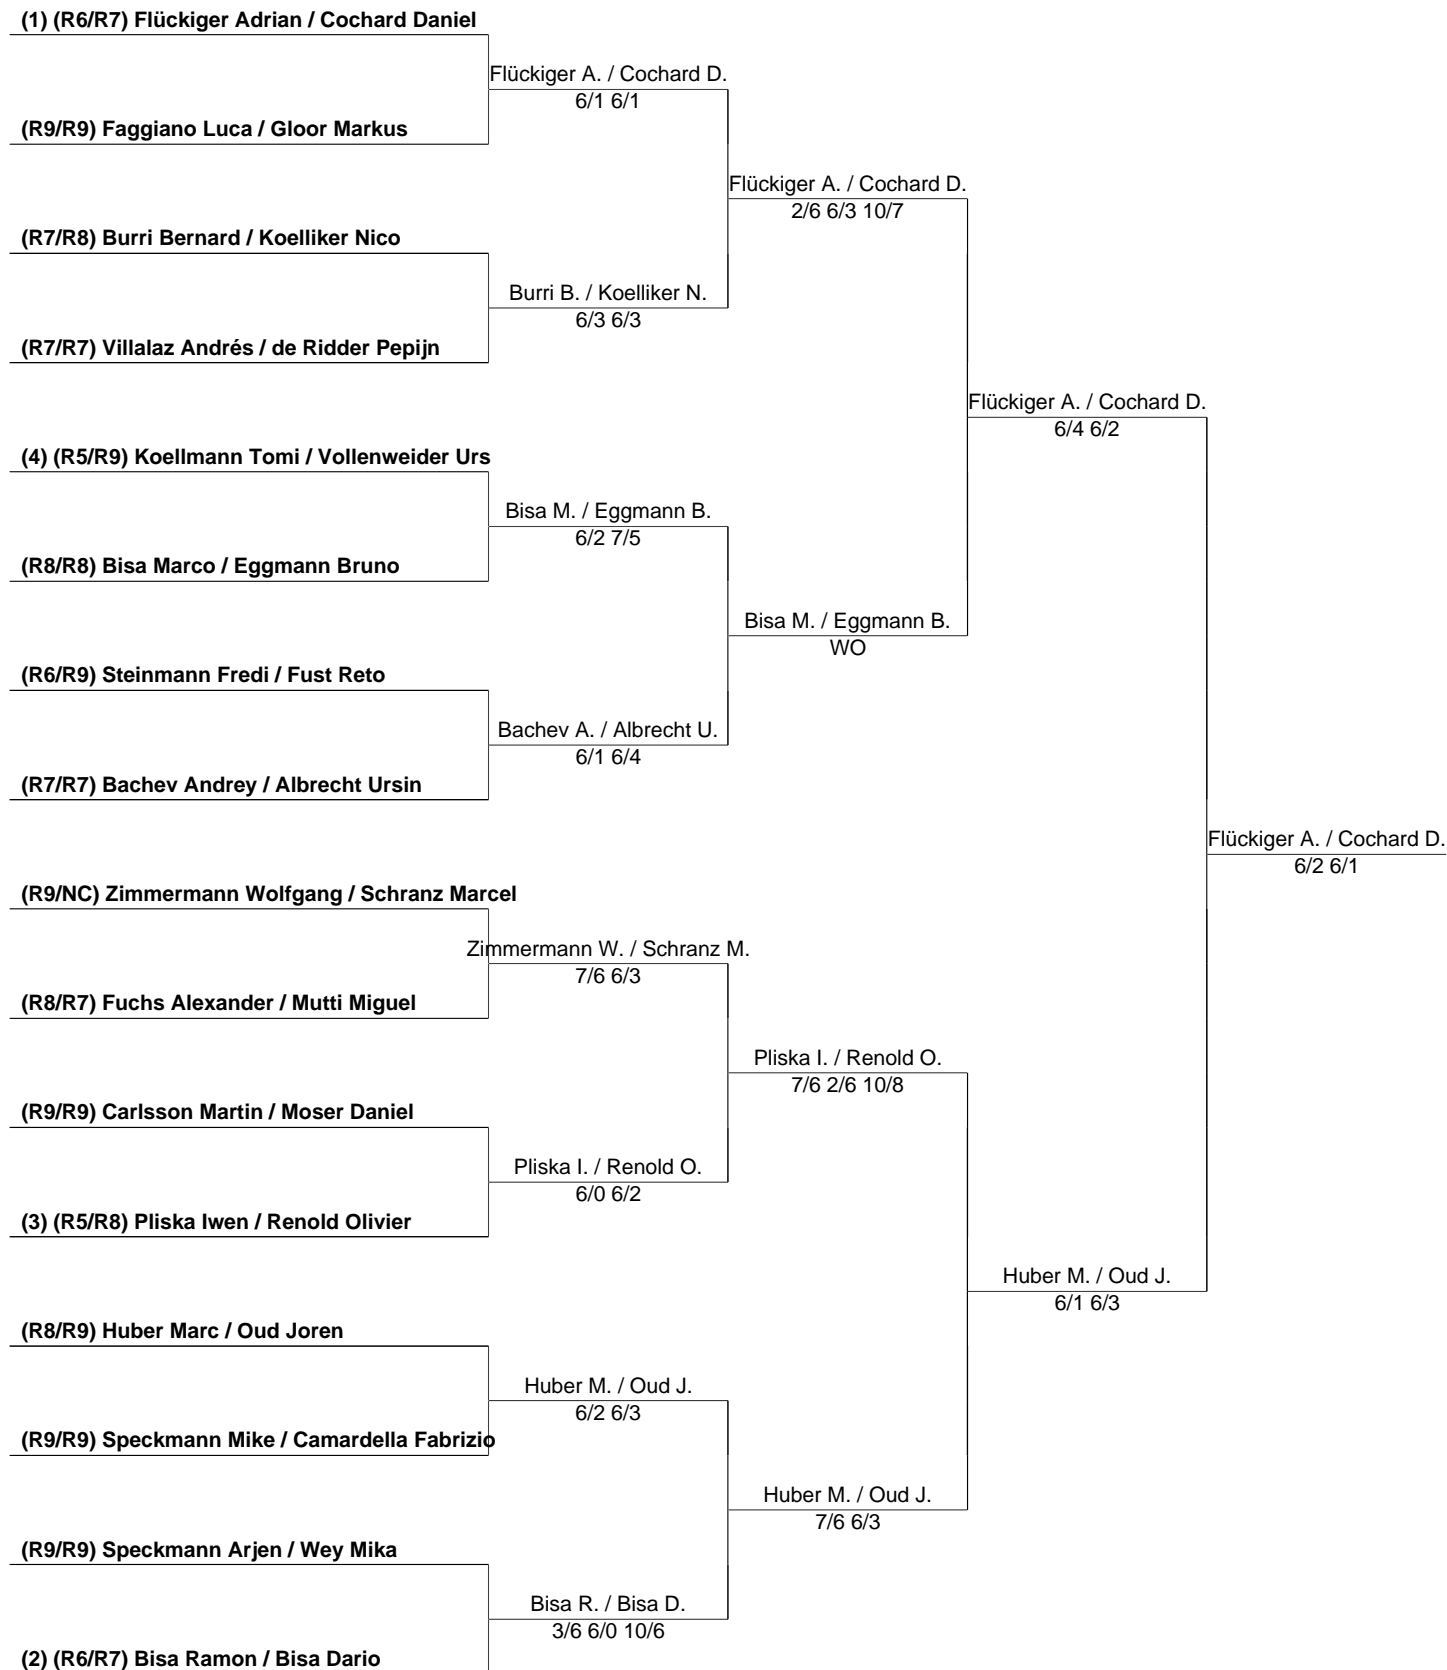 (1) (R6/R7) Flückiger Adrian / Cochard Daniel
Flückiger A. / Cochard D.
6/1 6/1
(R9/R9) Faggiano Luca / Gloor Markus
Flückiger A. / Cochard D.
2/6 6/3 10/7
(R7/R8) Burri Bernard / Koelliker Nico
Burri B. / Koelliker N.
6/3 6/3
(R7/R7) Villalaz Andrés / de Ridder Pepijn
Flückiger A. / Cochard D.
6/4 6/2
(4) (R5/R9) Koellmann Tomi / Vollenweider Urs
Bisa M. / Eggmann B.
6/2 7/5
(R8/R8) Bisa Marco / Eggmann Bruno
Bisa M. / Eggmann B.
WO
(R6/R9) Steinmann Fredi / Fust Reto
Bachev A. / Albrecht U.
6/1 6/4
(R7/R7) Bachev Andrey / Albrecht Ursin
Flückiger A. / Cochard D.
6/2 6/1
(R9/NC) Zimmermann Wolfgang / Schranz Marcel
Zimmermann W. / Schranz M.
7/6 6/3
(R8/R7) Fuchs Alexander / Mutti Miguel
Pliska I. / Renold O.
7/6 2/6 10/8
(R9/R9) Carlsson Martin / Moser Daniel
Pliska I. / Renold O.
6/0 6/2
(3) (R5/R8) Pliska Iwen / Renold Olivier
Huber M. / Oud J.
6/1 6/3
(R8/R9) Huber Marc / Oud Joren
Huber M. / Oud J.
6/2 6/3
(R9/R9) Speckmann Mike / Camardella Fabrizio
Huber M. / Oud J.
7/6 6/3
(R9/R9) Speckmann Arjen / Wey Mika
Bisa R. / Bisa D.
3/6 6/0 10/6
(2) (R6/R7) Bisa Ramon / Bisa Dario